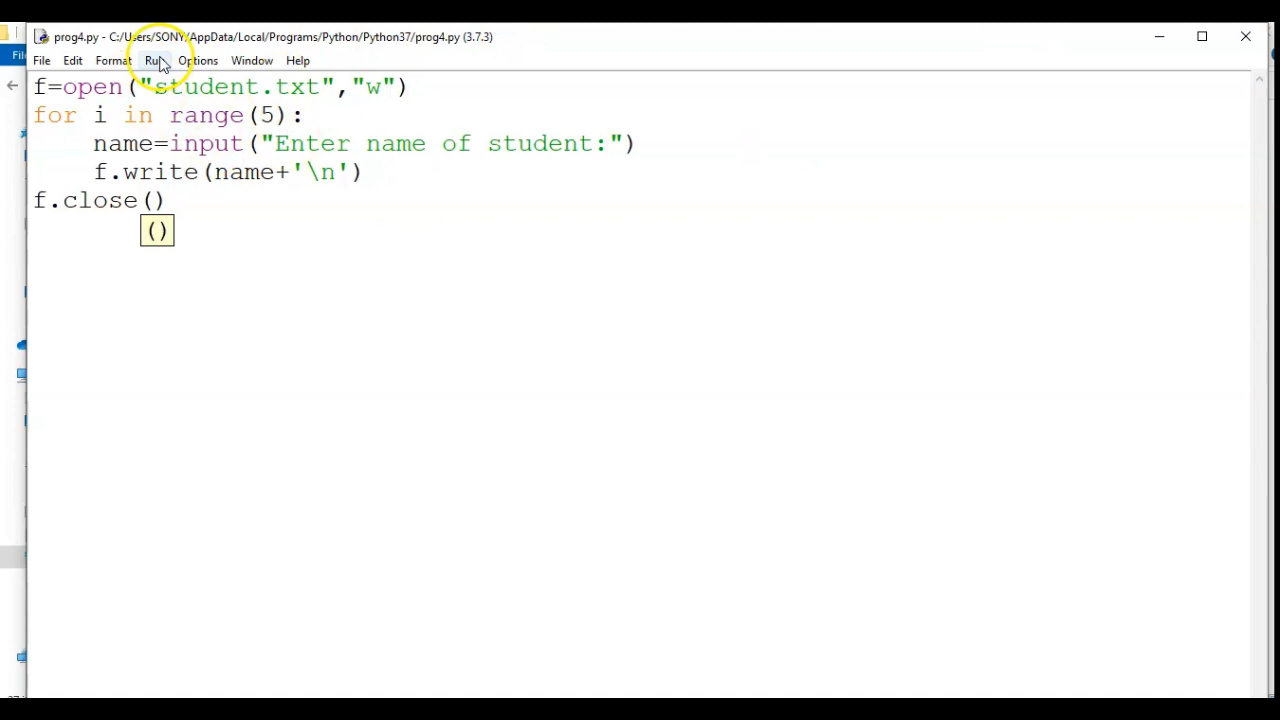 prog4.py - C:/Users/SONY/AppData/Local/Programs/Python/Python37/prog4.py (3.7.3)
File Edit Format Run Options Window Help
f=open("student.txt","w")
for i in range(5):
    name=input("Enter name of student:")
    f.write(name+'\n')
f.close()
()